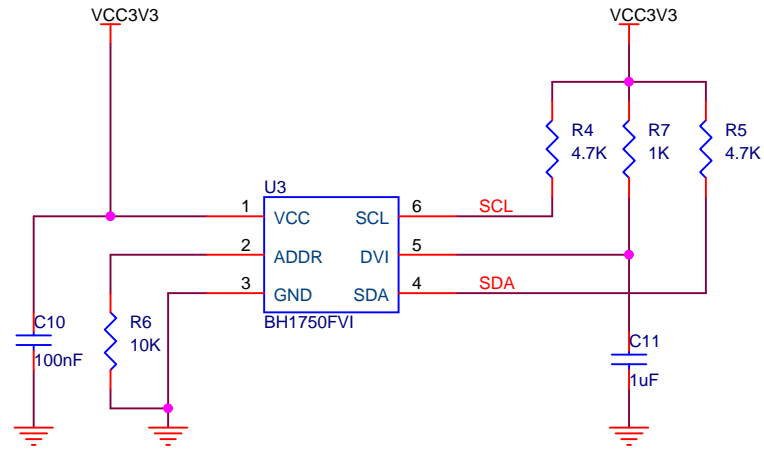 VCC3V3
VCC3V3
R4
4.7K
R7
1K
R5
4.7K
U3
1
VCC
SCL
6
SCL
2
ADDR
DVI
5
3
GND
SDA
4
SDA
BH1750FVI
C10
100nF
R6
10K
C11
1uF